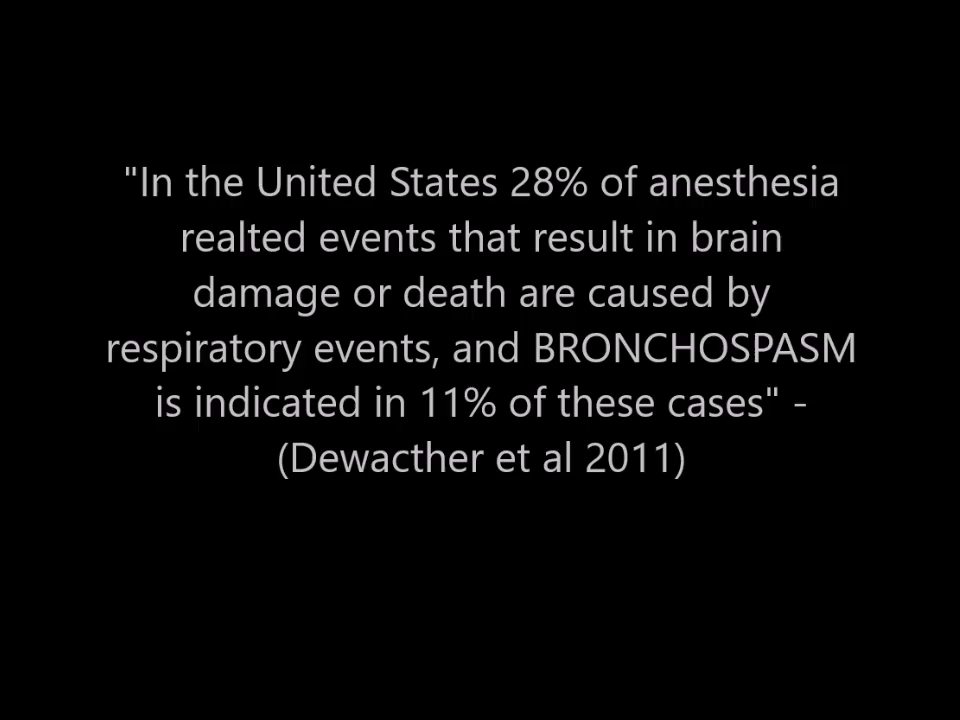 "In the United States 28% of anesthesia
realted events that result in brain
damage or death are caused by
respiratory events, and BRONCHOSPASM
is indicated in 11% of these cases" -
(Dewacther et al 2011)